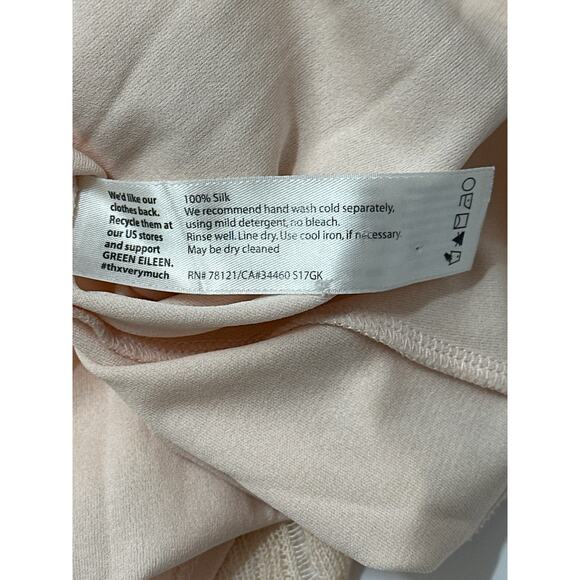 We'd like our
clothes back.
Recycle them at
our US stores
and support
GREEN EILEEN.
#thxverymuch
100% Silk
We recommend hand wash cold separately,
using mild detergent, no bleach.
Rinse well. Line dry. Use cool iron, if necessary.
May be dry cleaned
RN# 78121/CA#34460 S17GK